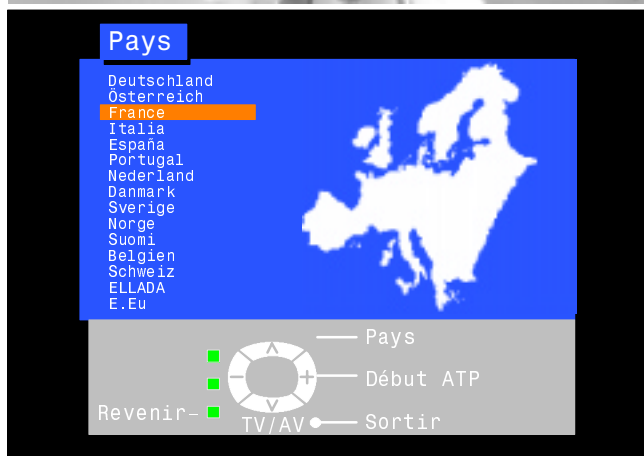 Pays
Deutschland
Österreich
France
Italia
España
Portugal
Nederland
Danmark
Sverige
Norge
Suomi
Belgien
Schweiz
ELLADA
E.Eu
Pays
Début ATP
Revenir
TV/AV
Sortir